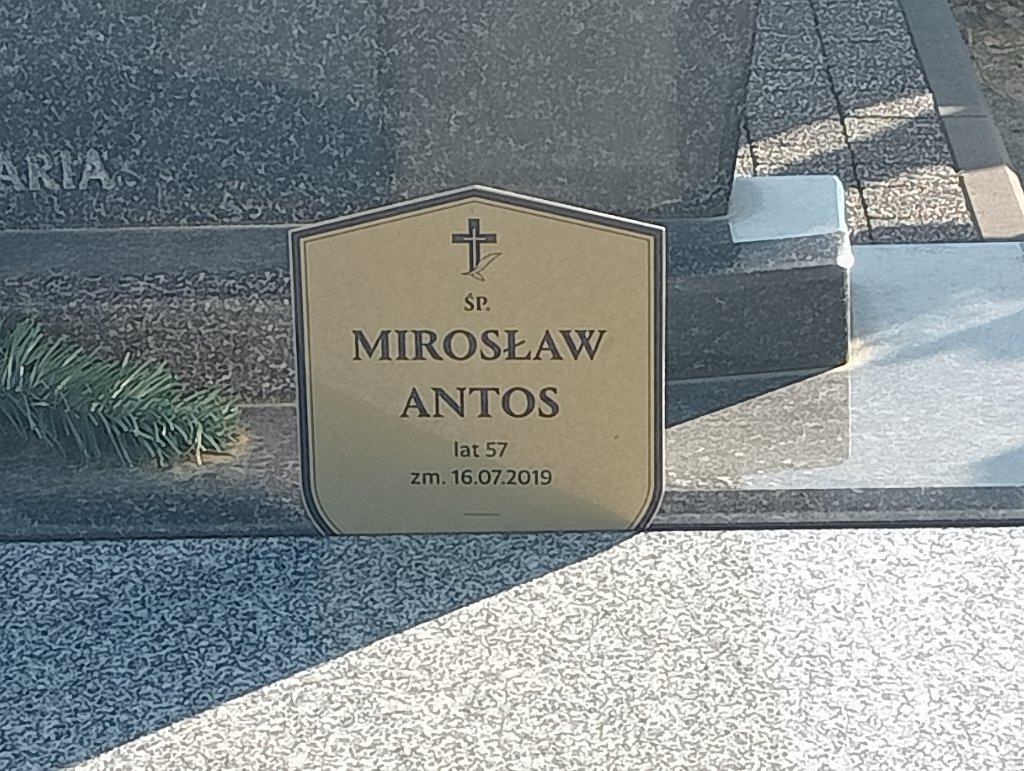 ARIA
ŚP.
MIROSŁAW
ANTOS
lat 57
zm. 16.07.2019